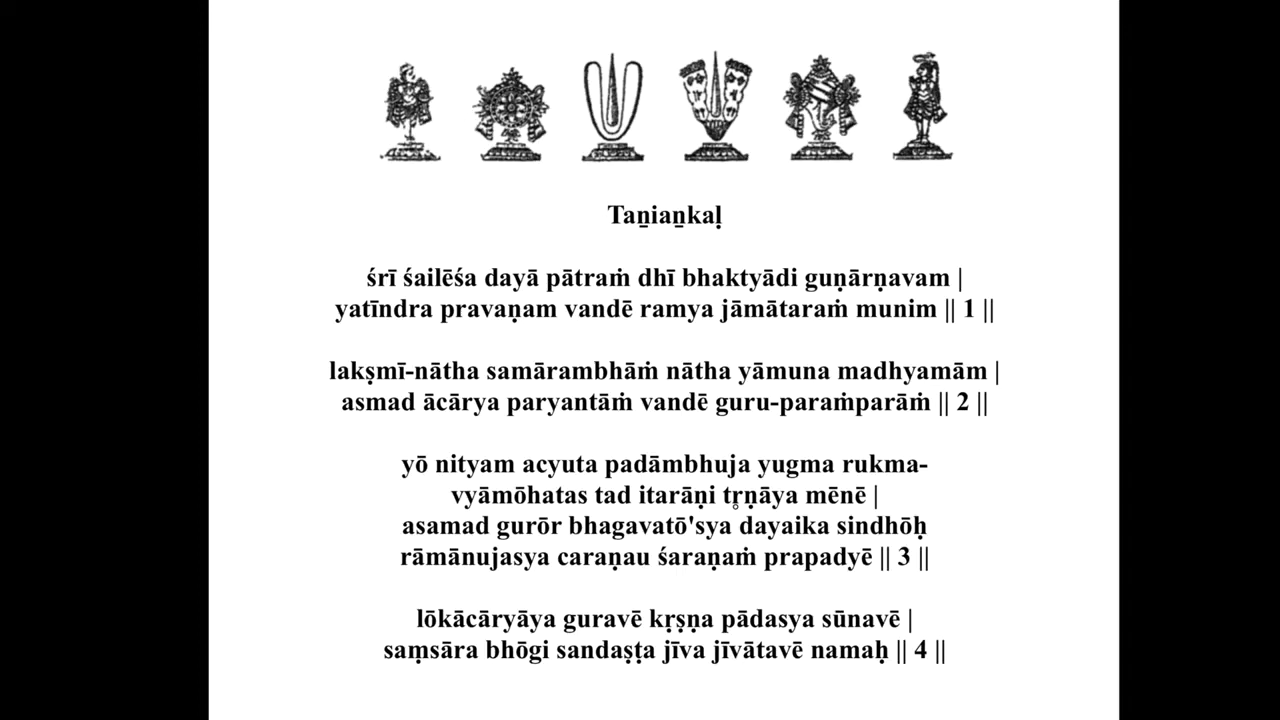 Taṉiaṉkaḷ
śrī śailēśa dayā pātraṁ dhī bhaktyādi guṇārṇavam |
yatīndra pravaṇam vandē ramya jāmātaraṁ munim || 1 ||
lakṣmī-nātha samārambhāṁ nātha yāmuna madhyamām |
asmad ācārya paryantāṁ vandē guru-paraṁparāṁ || 2 ||
yō nityam acyuta padāmbhuja yugma rukma-
vyāmōhatas tad itarāṇi tr̥ṇāya mēnē |
asamad gurōr bhagavatō'sya dayaika sindhōḥ
rāmānujasya caraṇau śaraṇaṁ prapadyē || 3 ||
lōkācāryāya guravē kṛṣṇa pādasya sūnavē |
saṃsāra bhōgi sandaṣṭa jīva jīvātavē namaḥ || 4 ||